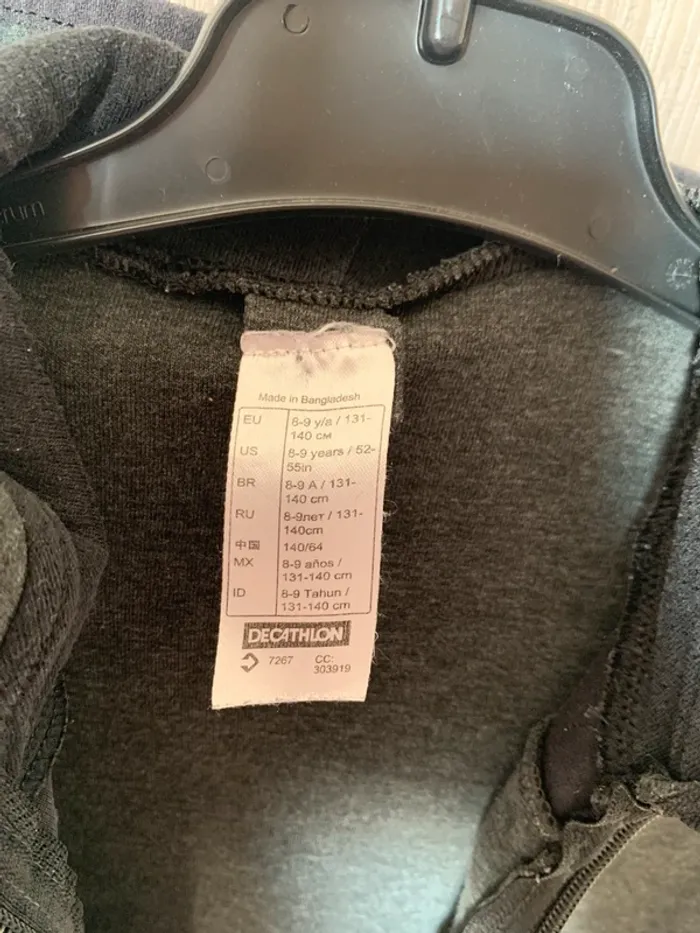 Made in Bangladesh
EU 8-9 y/a / 131-
140 см
US 8-9 years / 52-
55in
BR 8-9 A / 131-
140 cm
RU 8-9лет / 131-
140cm
中国 140/64
MX 8-9 años /
131-140 cm
ID 8-9 Tahun /
131-140 cm
DECATHLON
7267 CC:
303919